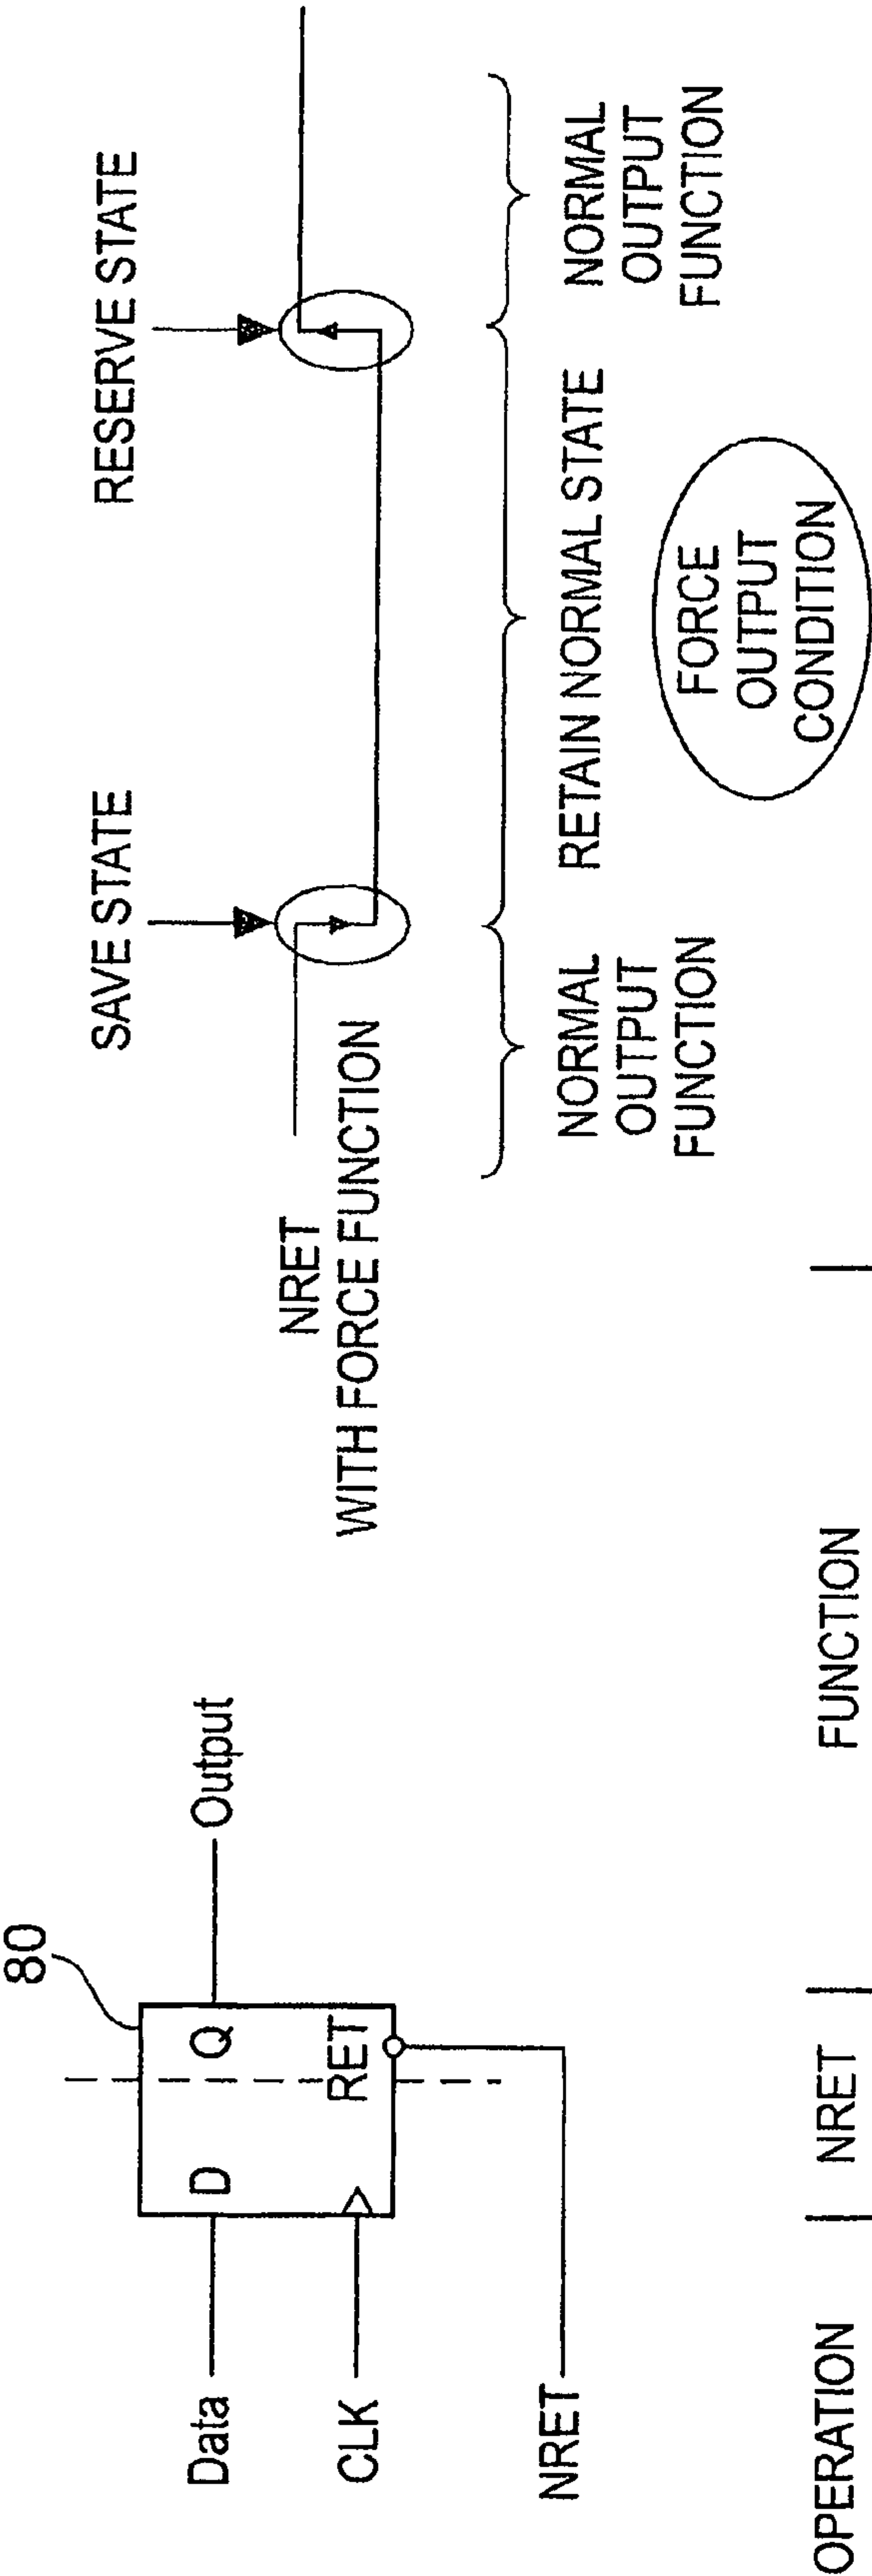 80
Data
D
Q
Output
CLK
RET
NRET
SAVE STATE
RESERVE STATE
NRET
WITH FORCE FUNCTION
NORMAL
OUTPUT
FUNCTION
RETAIN NORMAL STATE
FORCE
OUTPUT
CONDITION
NORMAL
OUTPUT
FUNCTION
OPERATION
NRET
FUNCTION